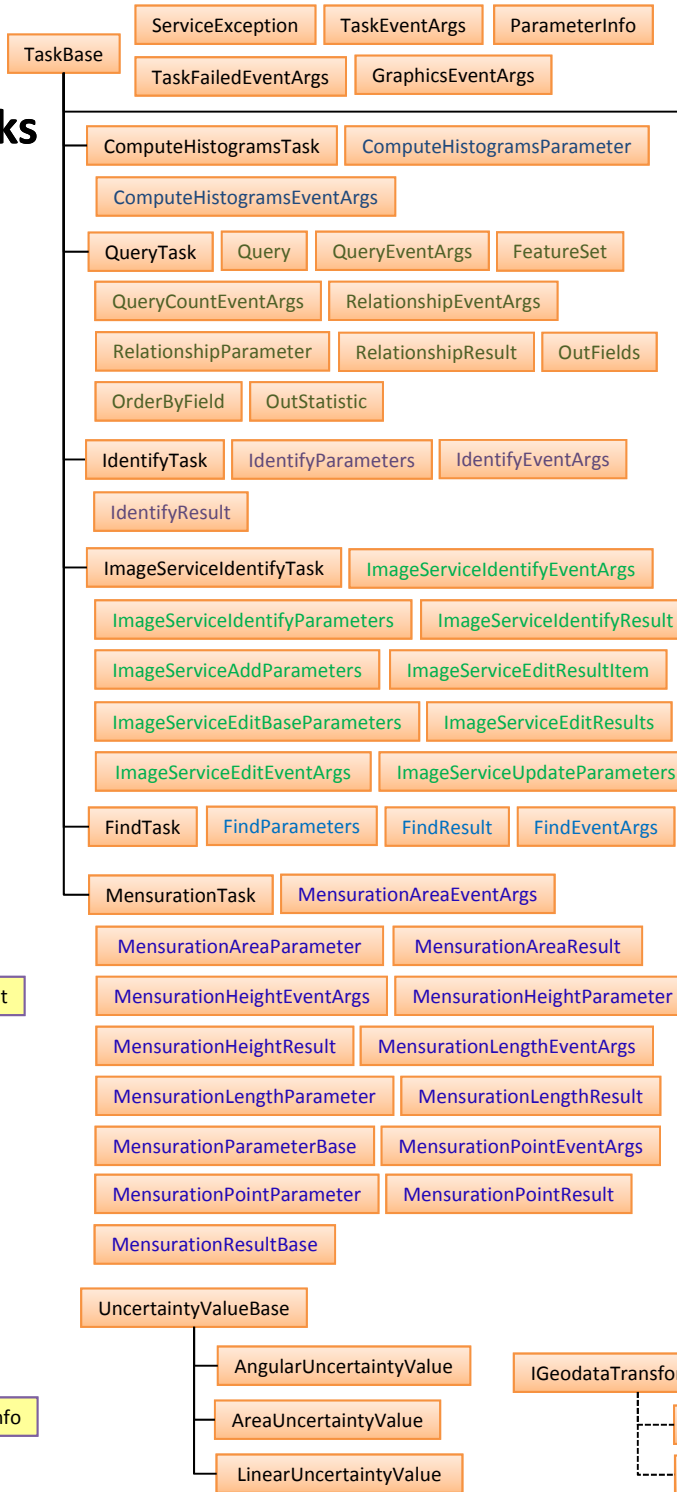 ServiceException TaskEventArgs ParameterInfo
TaskBase
TaskFailedEventArgs GraphicsEventArgs
ks
ComputeHistogramsTask ComputeHistogramsParameter
ComputeHistogramsEventArgs
QueryTask Query QueryEventArgs FeatureSet
QueryCountEventArgs RelationshipEventArgs
RelationshipParameter RelationshipResult OutFields
OrderByField OutStatistic
IdentifyTask IdentifyParameters IdentifyEventArgs
IdentifyResult
ImageServiceIdentifyTask ImageServiceIdentifyEventArgs
ImageServiceIdentifyParameters ImageServiceIdentifyResult
ImageServiceAddParameters ImageServiceEditResultItem
ImageServiceEditBaseParameters ImageServiceEditResults
ImageServiceEditEventArgs ImageServiceUpdateParameters
FindTask FindParameters FindResult FindEventArgs
MensurationTask MensurationAreaEventArgs
MensurationAreaParameter MensurationAreaResult
t MensurationHeightEventArgs MensurationHeightParameter
MensurationHeightResult MensurationLengthEventArgs
MensurationLengthParameter MensurationLengthResult
MensurationParameterBase MensurationPointEventArgs
MensurationPointParameter MensurationPointResult
MensurationResultBase
UncertaintyValueBase
AngularUncertaintyValue IGeodataTransfo
nfo AreaUncertaintyValue
LinearUncertaintyValue